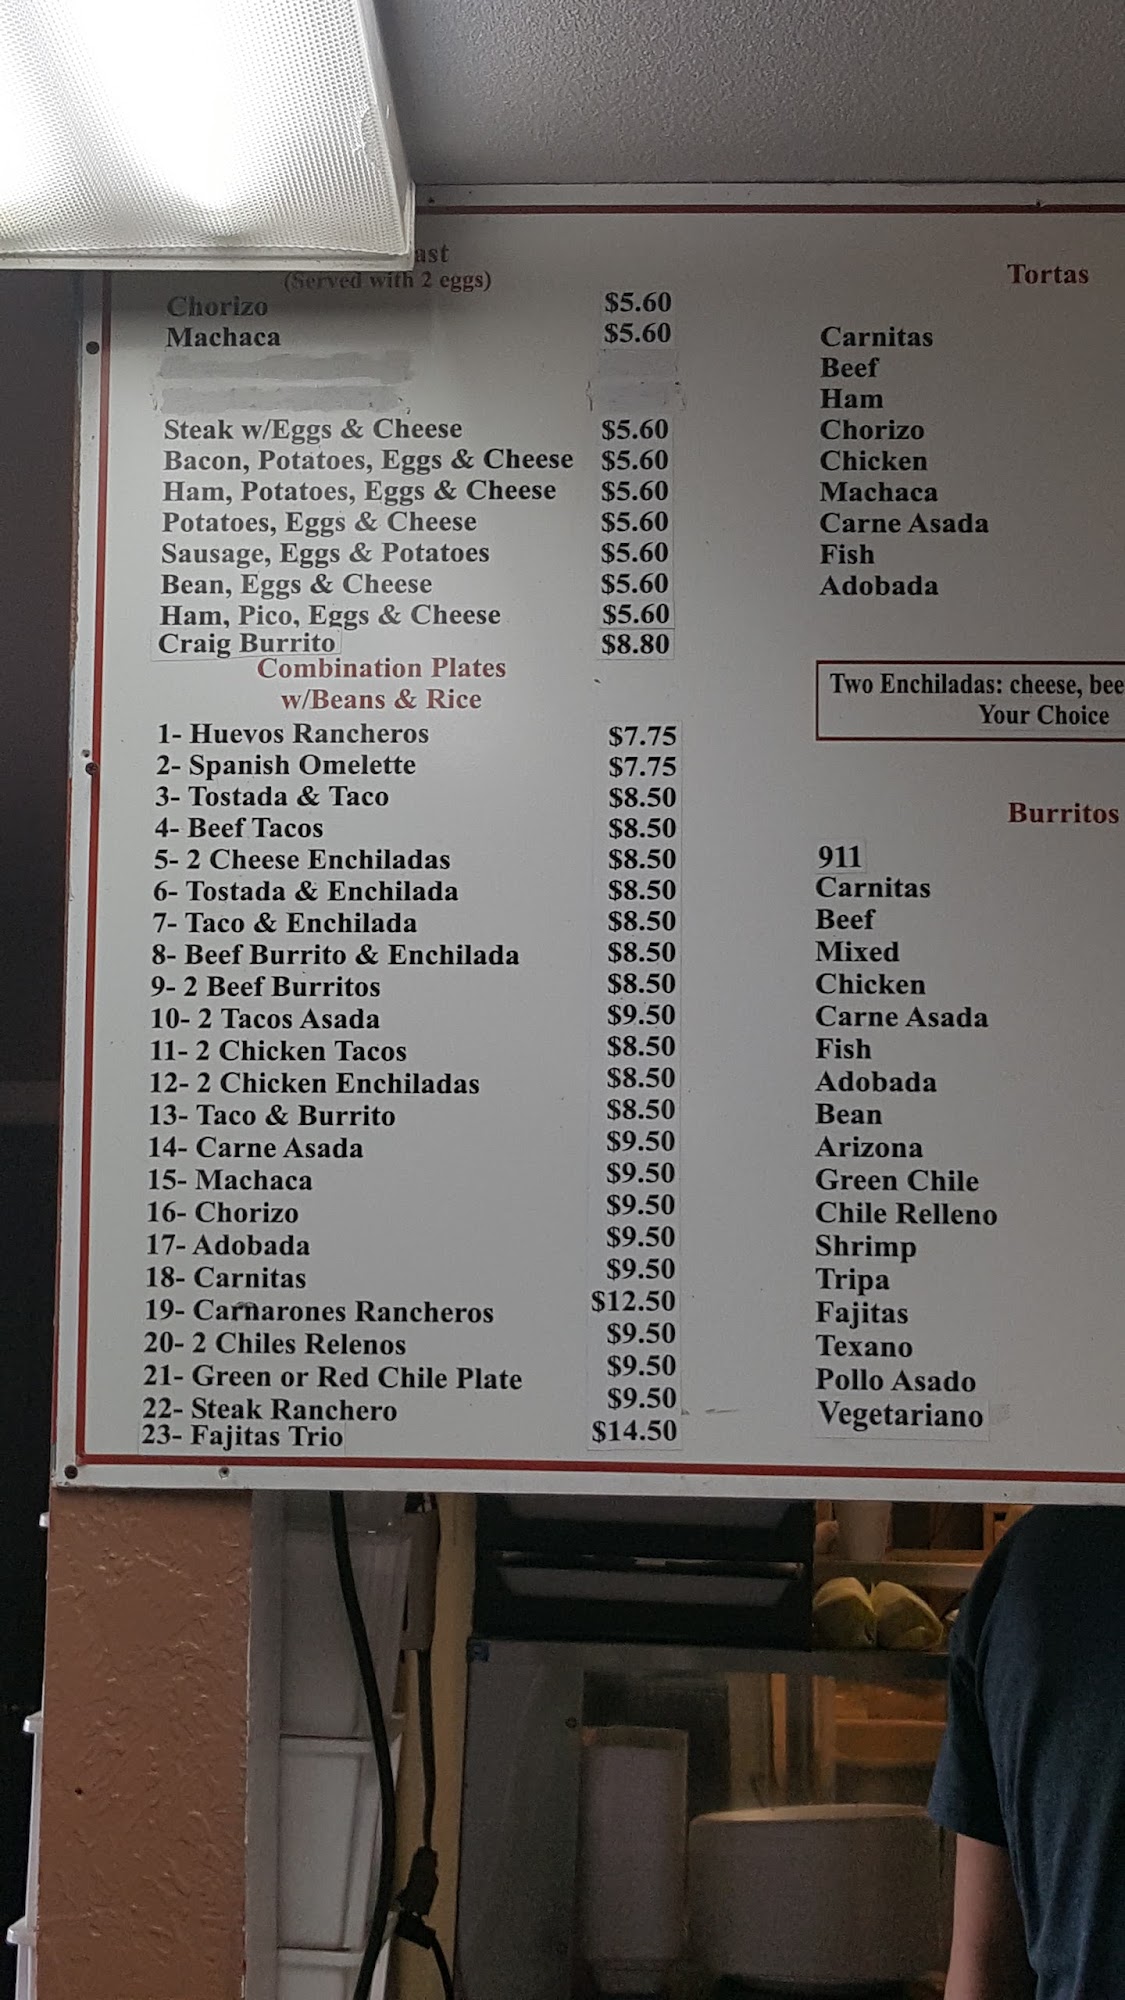 ast
(Served with 2 eggs)
Chorizo $5.60
Machaca $5.60
Steak w/Eggs & Cheese $5.60
Bacon, Potatoes, Eggs & Cheese $5.60
Ham, Potatoes, Eggs & Cheese $5.60
Potatoes, Eggs & Cheese $5.60
Sausage, Eggs & Potatoes $5.60
Bean, Eggs & Cheese $5.60
Ham, Pico, Eggs & Cheese $5.60
Craig Burrito $8.80
Combination Plates
w/Beans & Rice
1- Huevos Rancheros $7.75
2- Spanish Omelette $7.75
3- Tostada & Taco $8.50
4- Beef Tacos $8.50
5- 2 Cheese Enchiladas $8.50
6- Tostada & Enchilada $8.50
7- Taco & Enchilada $8.50
8- Beef Burrito & Enchilada $8.50
9- 2 Beef Burritos $8.50
10- 2 Tacos Asada $9.50
11- 2 Chicken Tacos $8.50
12- 2 Chicken Enchiladas $8.50
13- Taco & Burrito $8.50
14- Carne Asada $9.50
15- Machaca $9.50
16- Chorizo $9.50
17- Adobada $9.50
18- Carnitas $9.50
19- Camarones Rancheros $12.50
20- 2 Chiles Relenos $9.50
21- Green or Red Chile Plate $9.50
22- Steak Ranchero $9.50
23- Fajitas Trio $14.50
Tortas
Carnitas
Beef
Ham
Chorizo
Chicken
Machaca
Carne Asada
Fish
Adobada
Two Enchiladas: cheese, bee
Your Choice
Burritos
911
Carnitas
Beef
Mixed
Chicken
Carne Asada
Fish
Adobada
Bean
Arizona
Green Chile
Chile Relleno
Shrimp
Tripa
Fajitas
Texano
Pollo Asado
Vegetariano